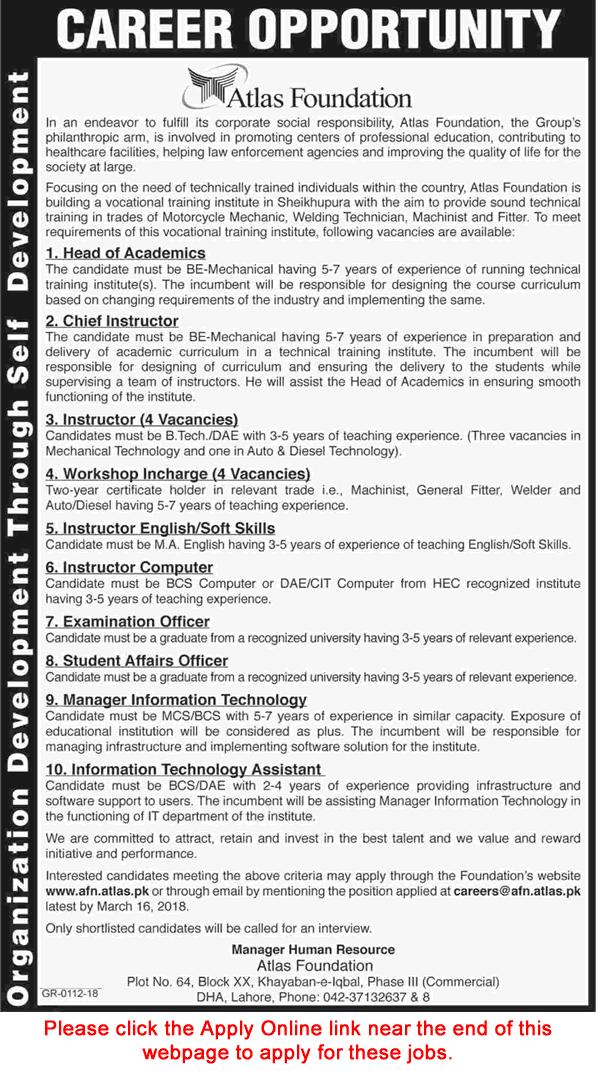 CAREER OPPORTUNITY
Organization Development Through Self Development
Atlas Foundation
In an endeavor to fulfill its corporate social responsibility, Atlas Foundation, the Group's
philanthropic arm, is involved in promoting centers of professional education, contributing to
healthcare facilities, helping law enforcement agencies and improving the quality of life for the
society at large.
Focusing on the need of technically trained individuals within the country, Atlas Foundation is
building a vocational training institute in Sheikhupura with the aim to provide sound technical
training in trades of Motorcycle Mechanic, Welding Technician, Machinist and Fitter. To meet
requirements of this vocational training institute, following vacancies are available:
1. Head of Academics
The candidate must be BE-Mechanical having 5-7 years of experience of running technical
training institute(s). The incumbent will be responsible for designing the course curriculum
based on changing requirements of the industry and implementing the same.
2. Chief Instructor
The candidate must be BE-Mechanical having 5-7 years of experience in preparation and
delivery of academic curriculum in a technical training institute. The incumbent will be
responsible for designing of curriculum and ensuring the delivery to the students while
supervising a team of instructors. He will assist the Head of Academics in ensuring smooth
functioning of the institute.
3. Instructor (4 Vacancies)
Candidates must be B.Tech./DAE with 3-5 years of teaching experience. (Three vacancies in
Mechanical Technology and one in Auto & Diesel Technology).
4. Workshop Incharge (4 Vacancies)
Two-year certificate holder in relevant trade i.e., Machinist, General Fitter, Welder and
Auto/Diesel having 5-7 years of teaching experience.
5. Instructor English/Soft Skills
Candidate must be M.A. English having 3-5 years of experience of teaching English/Soft Skills.
6. Instructor Computer
Candidate must be BCS Computer or DAE/CIT Computer from HEC recognized institute
having 3-5 years of teaching experience.
7. Examination Officer
Candidate must be a graduate from a recognized university having 3-5 years of relevant experience.
8. Student Affairs Officer
Candidate must be a graduate from a recognized university having 3-5 years of relevant experience.
9. Manager Information Technology
Candidate must be MCS/BCS with 5-7 years of experience in similar capacity. Exposure of
educational institution will be considered as plus. The incumbent will be responsible for
managing infrastructure and implementing software solution for the institute.
10. Information Technology Assistant
Candidate must be BCS/DAE with 2-4 years of experience providing infrastructure and
software support to users. The incumbent will be assisting Manager Information Technology in
the functioning of IT department of the institute.
We are committed to attract, retain and invest in the best talent and we value and reward
initiative and performance.
Interested candidates meeting the above criteria may apply through the Foundation's website
www.afn.atlas.pk or through email by mentioning the position applied at careers@afn.atlas.pk
latest by March 16, 2018.
Only shortlisted candidates will be called for an interview.
Manager Human Resource
Atlas Foundation
Plot No. 64, Block XX, Khayaban-e-Iqbal, Phase III (Commercial)
DHA, Lahore, Phone: 042-37132637 & 8
GR-0112-18
Please click the Apply Online link near the end of this
webpage to apply for these jobs.